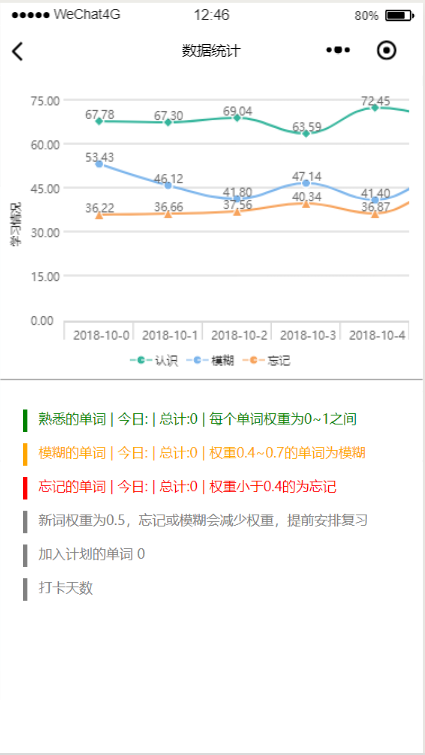 ●●●●● WeChat4G 12:46 80%
数据统计
75.00
60.00
45.00
30.00
15.00
0.00
学习情况
67.78 67.30 69.04 63.59 72.45
53.43 46.12 41.80 47.14 41.40
36.22 36.66 37.56 40.34 36.87
2018-10-0 2018-10-1 2018-10-2 2018-10-3 2018-10-4
认识 模糊 忘记
熟悉的单词 | 今日: | 总计:0 | 每个单词权重为0~1之间
模糊的单词 | 今日: | 总计:0 | 权重0.4~0.7的单词为模糊
忘记的单词 | 今日: | 总计:0 | 权重小于0.4的为忘记
新词权重为0.5，忘记或模糊会减少权重，提前安排复习
加入计划的单词 0
打卡天数